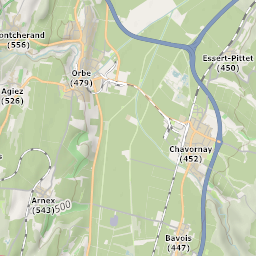 ontcherand
(556)
Essert-Pittet
(450)
Orbe
(479)
Agiez
(526)
Chavornay
(452)
Arnex
(543)
500
Bavois
(447)